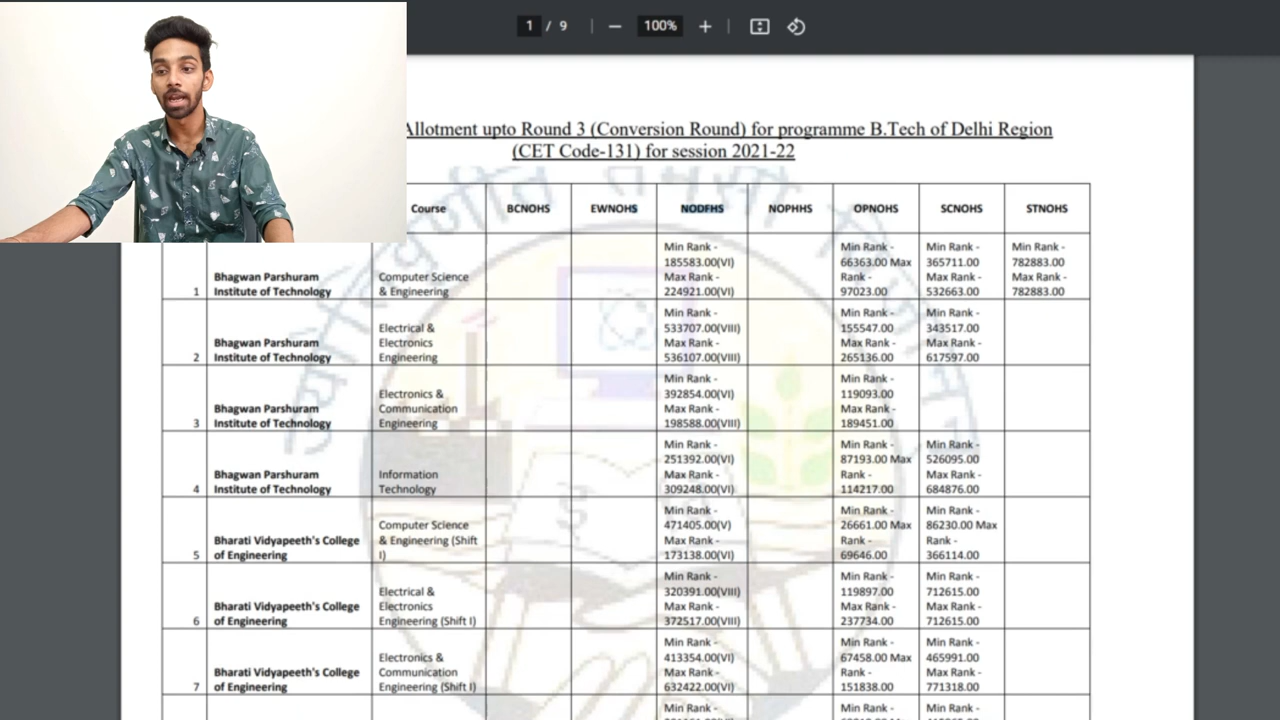 1 / 9 — 100% +
Allotment upto Round 3 (Conversion Round) for programme B.Tech of Delhi Region
(CET Code-131) for session 2021-22
Course BCNOHS EWNOHS NODFHS NOPHHS OPNOHS SCNOHS STNOHS
1 Bhagwan Parshuram
Institute of Technology
Computer Science
& Engineering
Min Rank -
185583.00(VI)
Max Rank -
224921.00(VI)
Min Rank -
66363.00 Max
Rank -
97023.00
Min Rank -
365711.00
Max Rank -
532663.00
Min Rank -
782883.00
Max Rank -
782883.00
2 Bhagwan Parshuram
Institute of Technology
Electrical &
Electronics
Engineering
Min Rank -
533707.00(VIII)
Max Rank -
536107.00(VIII)
Min Rank -
155547.00
Max Rank -
265136.00
Min Rank -
343517.00
Max Rank -
617597.00
3 Bhagwan Parshuram
Institute of Technology
Electronics &
Communication
Engineering
Min Rank -
392854.00(VI)
Max Rank -
198588.00(VIII)
Min Rank -
119093.00
Max Rank -
189451.00
4 Bhagwan Parshuram
Institute of Technology
Information
Technology
Min Rank -
251392.00(VI)
Max Rank -
309248.00(VI)
Min Rank -
87193.00 Max
Rank -
114217.00
Min Rank -
526095.00
Max Rank -
684876.00
5 Bharati Vidyapeeth's College
of Engineering
Computer Science
& Engineering (Shift
I)
Min Rank -
471405.00(V)
Max Rank -
173138.00(VI)
Min Rank -
26661.00 Max
Rank -
69646.00
Min Rank -
86230.00 Max
Rank -
366114.00
6 Bharati Vidyapeeth's College
of Engineering
Electrical &
Electronics
Engineering (Shift I)
Min Rank -
320391.00(VIII)
Max Rank -
372517.00(VIII)
Min Rank -
119897.00
Max Rank -
237734.00
Min Rank -
712615.00
Max Rank -
712615.00
7 Bharati Vidyapeeth's College
of Engineering
Electronics &
Communication
Engineering (Shift I)
Min Rank -
413354.00(VI)
Max Rank -
632422.00(VI)
Min Rank -
67458.00 Max
Rank -
151838.00
Min Rank -
465991.00
Max Rank -
771318.00
Min Rank -
Min Rank -
Min Rank -